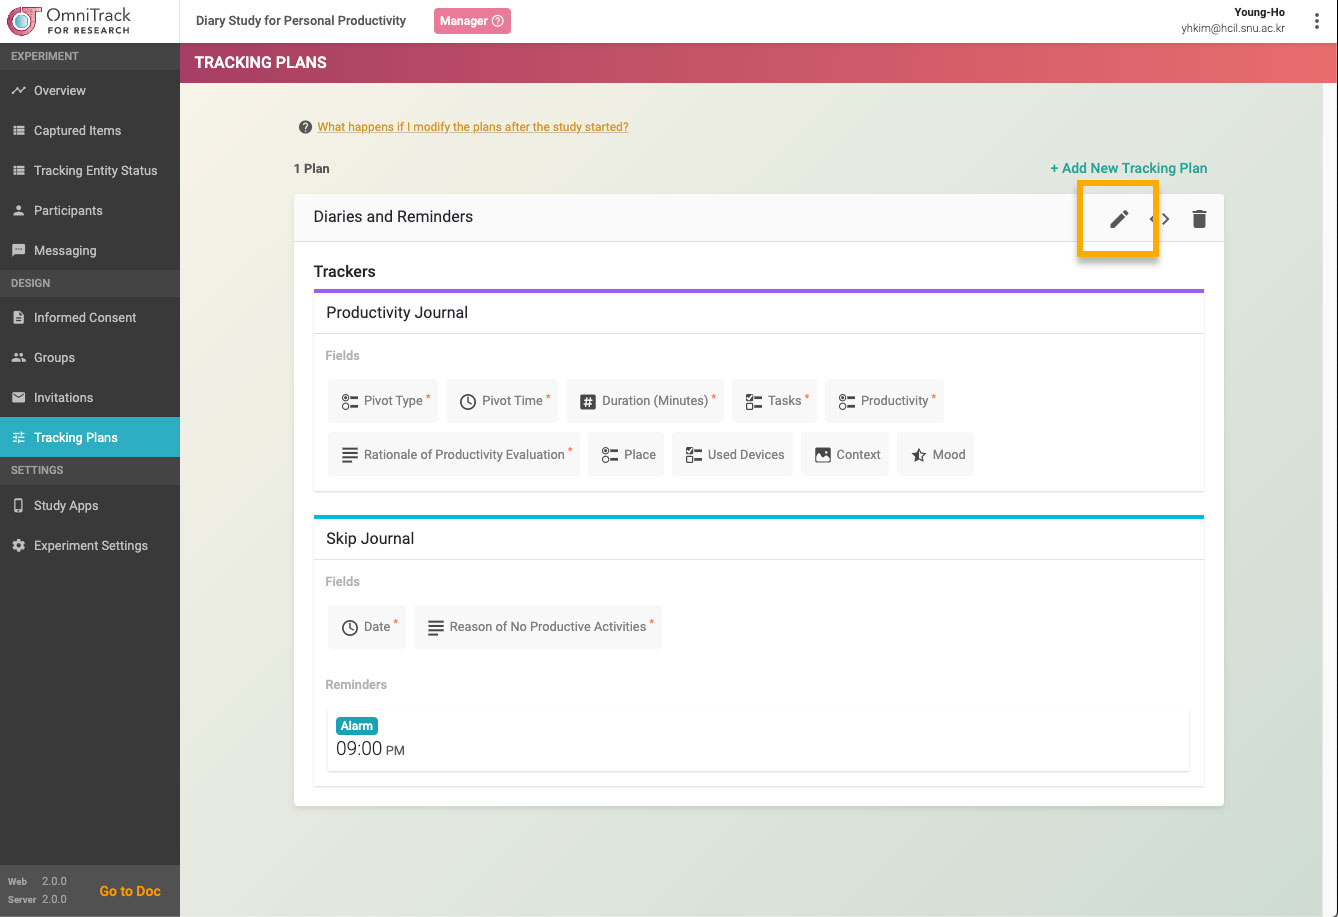 OmniTrack
FOR RESEARCH
Diary Study for Personal Productivity
Manager
Young-Ho
yhkim@hcil.snu.ac.kr
EXPERIMENT
Overview
Captured Items
Tracking Entity Status
Participants
Messaging
DESIGN
Informed Consent
Groups
Invitations
Tracking Plans
SETTINGS
Study Apps
Experiment Settings
Web 2.0.0
Server 2.0.0
Go to Doc
TRACKING PLANS
What happens if I modify the plans after the study started?
1 Plan
+ Add New Tracking Plan
Diaries and Reminders
Trackers
Productivity Journal
Fields
Pivot Type * Pivot Time * Duration (Minutes) * Tasks * Productivity *
Rationale of Productivity Evaluation * Place Used Devices Context Mood
Skip Journal
Fields
Date * Reason of No Productive Activities *
Reminders
Alarm
09:00 PM